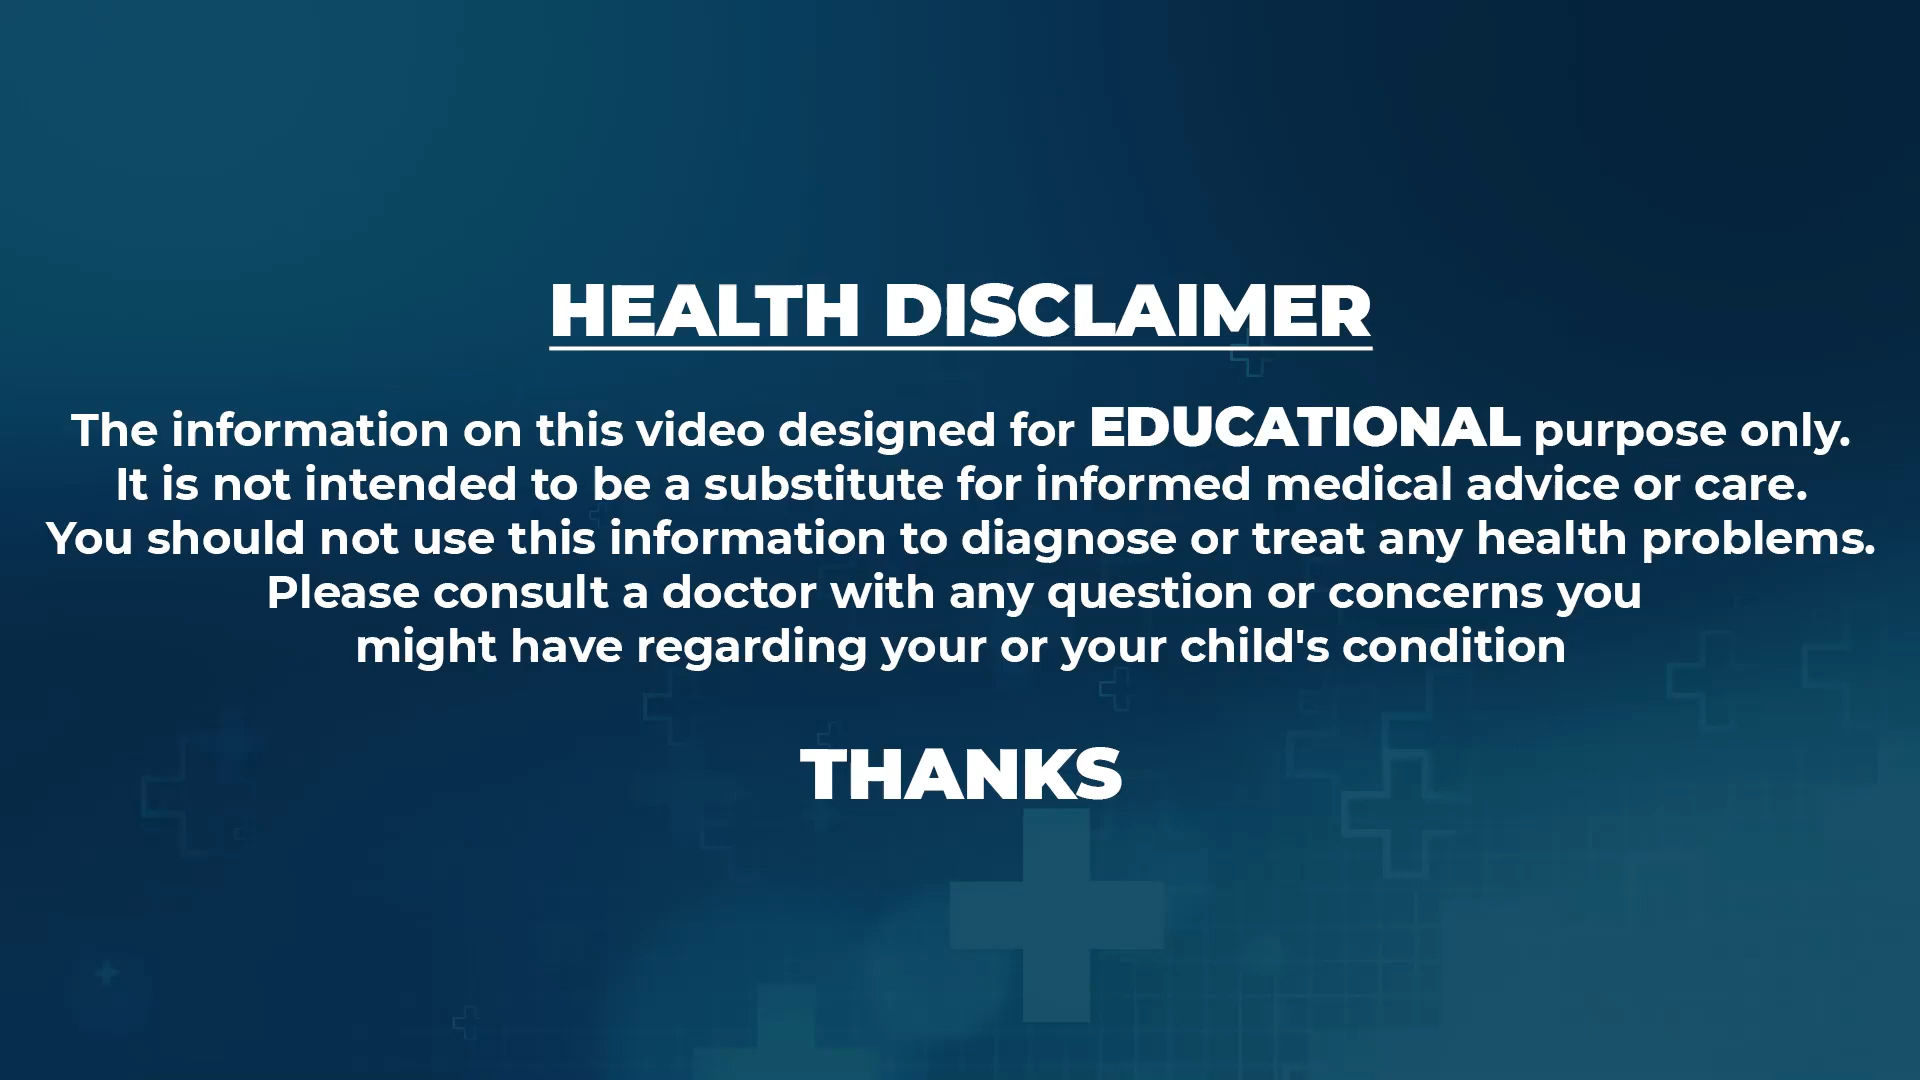 HEALTH DISCLAIMER
The information on this video designed for EDUCATIONAL purpose only.
It is not intended to be a substitute for informed medical advice or care.
You should not use this information to diagnose or treat any health problems.
Please consult a doctor with any question or concerns you
might have regarding your or your child's condition
THANKS